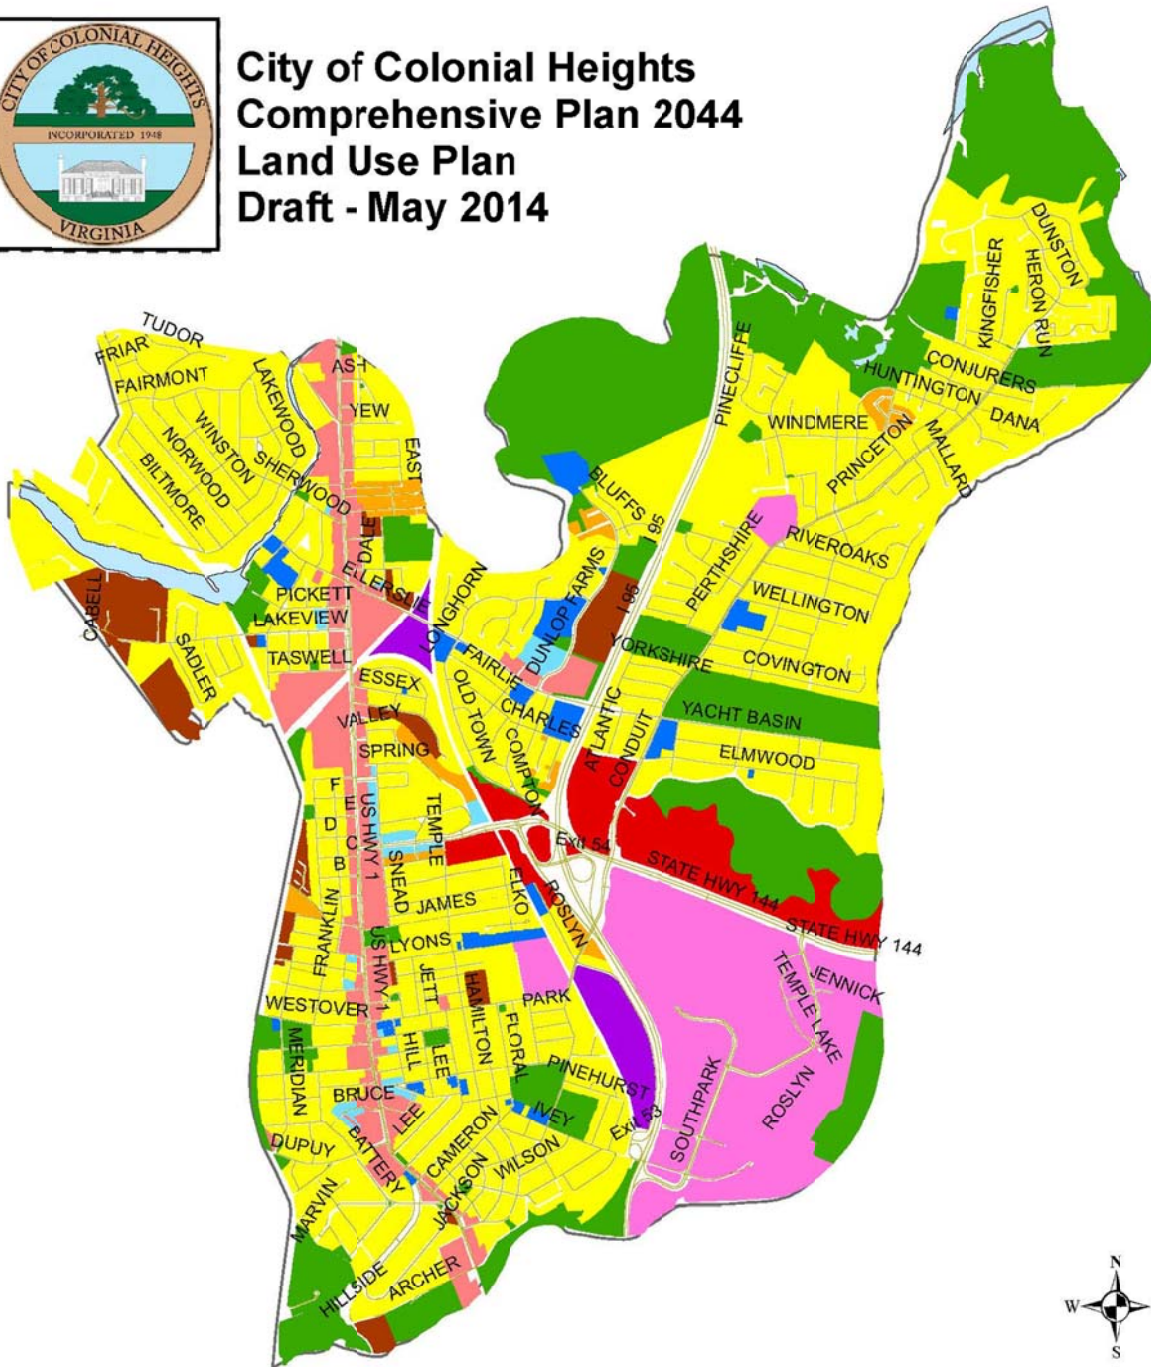 CITY OF COLONIAL HEIGHTS
INCORPORATED 1948
VIRGINIA
City of Colonial Heights
Comprehensive Plan 2044
Land Use Plan
Draft - May 2014
DUNSTON
KINGFISHER
HERON RUN
TUDOR
FRIAR
FAIRMONT
LAKEWOOD
ASH
PINECLIFFE
CONJURERS
HUNTINGTON
YEW
WINDMERE
DANA
WINSTON
NORWOOD
BILTMORE
SHERWOOD
EAST
PRINCETON
MALLARD
BLUFFS
I 95
DALE
PERTHSHIRE
RIVEROAKS
ELLERSLIE
LONGHORN
DUNLOP FARMS
I 95
CABELL
PICKETT
LAKEVIEW
WELLINGTON
SADLER
TASWELL
FAIRLIE
YORKSHIRE
COVINGTON
ESSEX
OLD TOWN
CHARLES
ATLANTIC
YACHT BASIN
VALLEY
SPRING
COMPTON
CONDUIT
ELMWOOD
F
E
D
C
B
US HWY 1
TEMPLE
SNEAD
Exit 54
STATE HWY 144
STATE HWY 144
JAMES
ELKO
ROSLYN
FRANKLIN
US HWY 1
LYONS
JETT
HAMILTON
PARK
TEMPLE LAKE
JENNICK
WESTOVER
FLORAL
MERIDIAN
HILL
LEE
PINEHURST
SOUTHPARK
ROSLYN
BRUCE
LEE
IVEY
Exit 53
DUPUY
BATTERY
CAMERON
WILSON
JACKSON
MARVIN
HILLSIDE
ARCHER
N
W
S